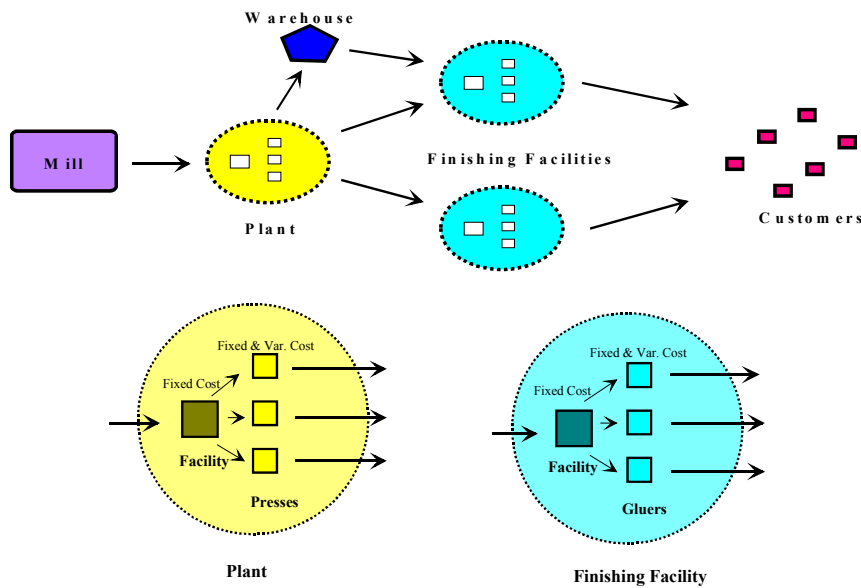 Warehouse
Mill
Finishing Facilities
Plant
Customers
Fixed & Var. Cost
Fixed Cost
Facility
Presses
Plant
Fixed & Var. Cost
Fixed Cost
Facility
Gluers
Finishing Facility